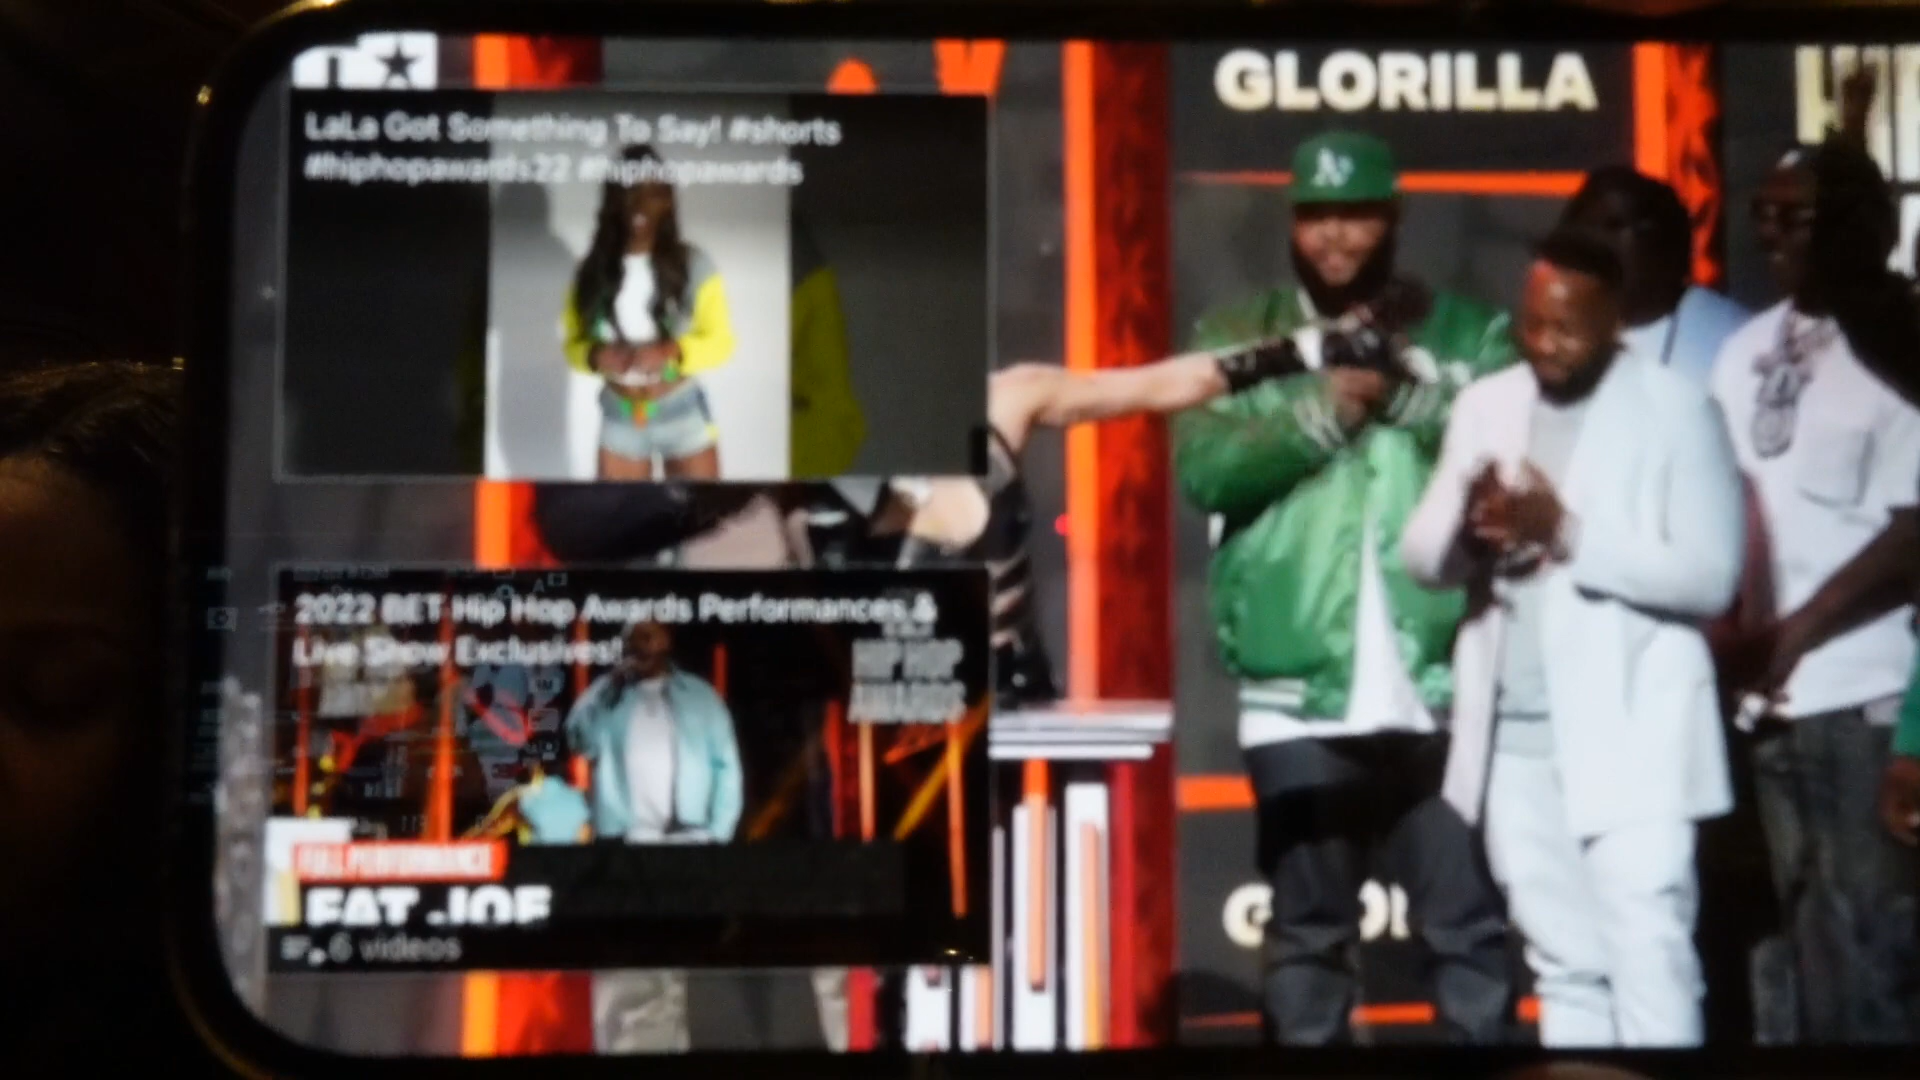 GLORILLA
LaLa Got Something To Say! #shorts
#hiphopawards22 #hiphopawards
2022 BET Hip Hop Awards Performances &
Live Show Exclusives!
HIP HOP
AWARDS
FULL PERFORMANCE
FAT JOE
6 videos